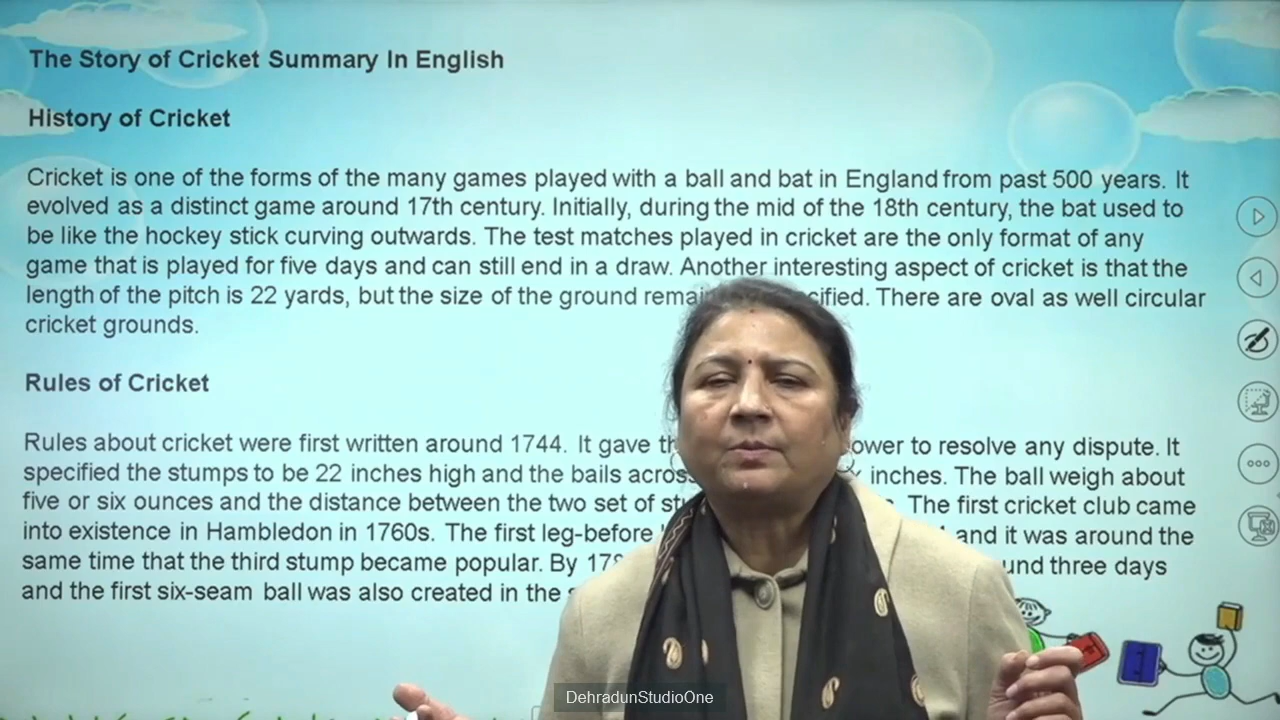 The Story of Cricket Summary In English
History of Cricket
Cricket is one of the forms of the many games played with a ball and bat in England from past 500 years. It
evolved as a distinct game around 17th century. Initially, during the mid of the 18th century, the bat used to
be like the hockey stick curving outwards. The test matches played in cricket are the only format of any
game that is played for five days and can still end in a draw. Another interesting aspect of cricket is that the
length of the pitch is 22 yards, but the size of the ground There are oval as well circular
cricket grounds.
Rules of Cricket
Rules about cricket were first written around 1744. It gave to resolve any dispute. It
specified the stumps to be 22 inches high and the bails inches. The ball weigh about
five or six ounces and the distance between the two set of The first cricket club came
into existence in Hambledon in 1760s. The first leg-before and it was around the
same time that the third stump became popular. By three days
and the first six-seam ball was also created in the
DehradunStudioOne